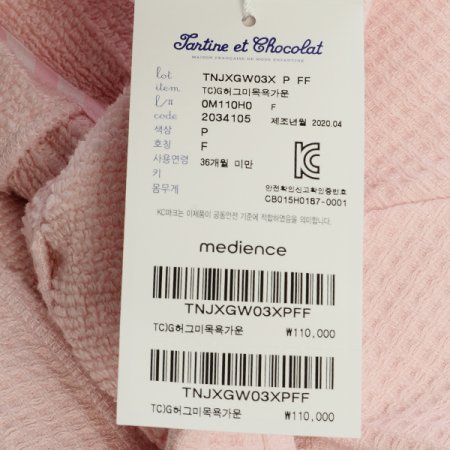 Tartine et Chocolat
MAISON FRANÇAISE DE MODE ENFANTINE
lot TNJXGW03X P FF
item TC)G허그미목욕가운
l/# 0M110H0 F
code 2034105 제조년월 2020.04
색상 P
호칭 F
사용연령 36개월 미만
키
몸무게
안전확인신고확인증번호
CB015H0187-0001
KC마크는 이제품이 공통안전 기준에 적합하였음을 의미합니다.
medience
TNJXGW03XPFF
TC)G허그미목욕가운 ₩110,000
TNJXGW03XPFF
TC)G허그미목욕가운 ₩110,000